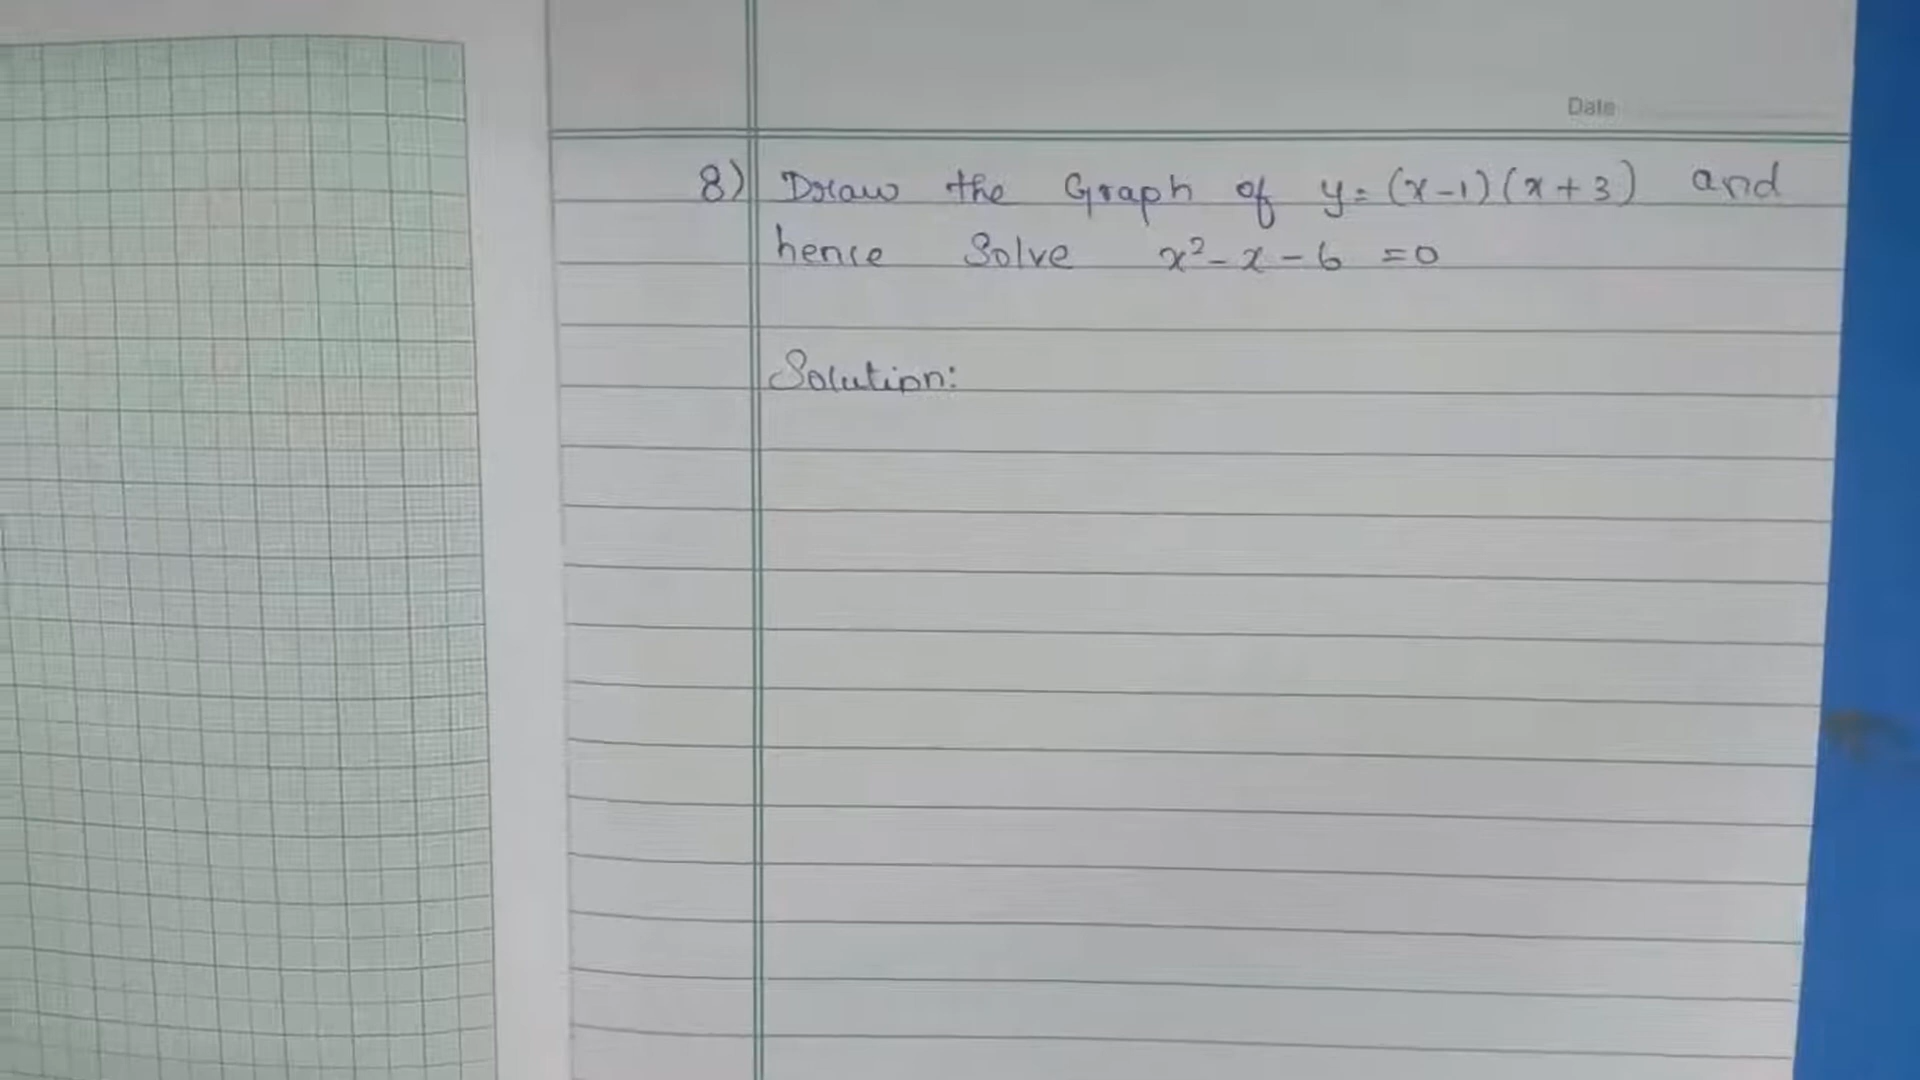 Date
8) Draw the Graph of y=(x-1)(x+3) and
hence Solve x²-x-6 =0
Solution: